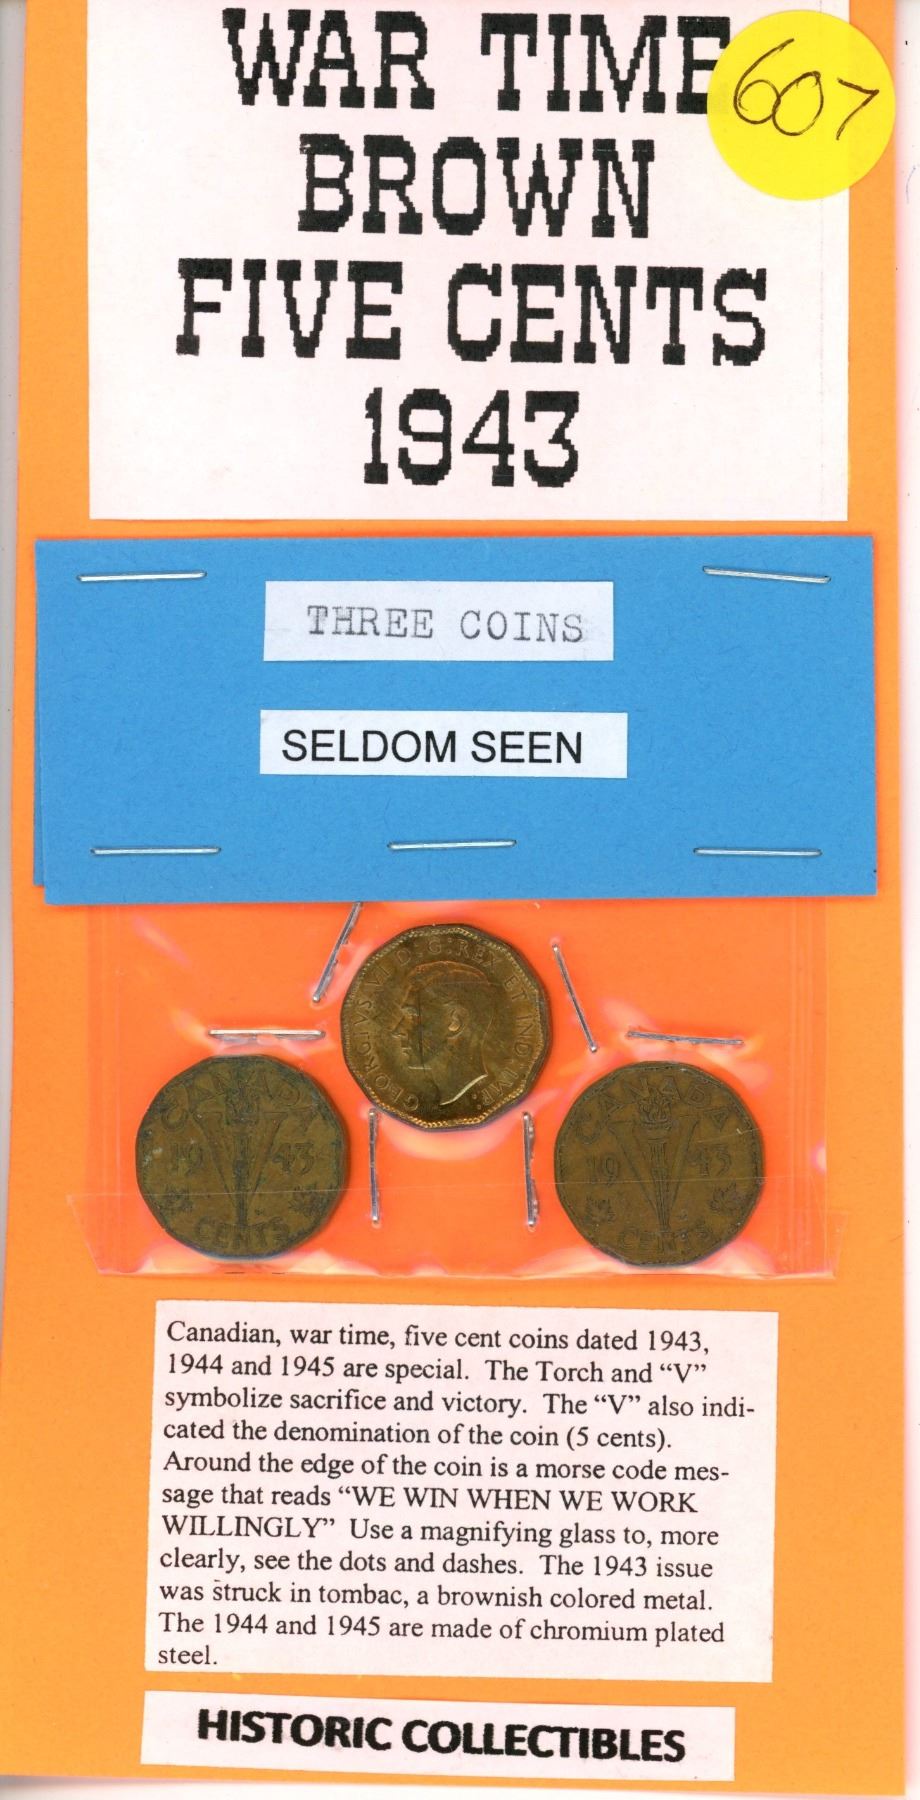 WAR TIME
607
BROWN
FIVE CENTS
1943
THREE COINS
SELDOM SEEN
GEORGIVS VI D:G:REX ET IND:IMP:
CANADA
19 43
CENTS
CANADA
19 43
CENTS
Canadian, war time, five cent coins dated 1943,
1944 and 1945 are special. The Torch and “V”
symbolize sacrifice and victory. The “V” also indi-
cated the denomination of the coin (5 cents).
Around the edge of the coin is a morse code mes-
sage that reads “WE WIN WHEN WE WORK
WILLINGLY” Use a magnifying glass to, more
clearly, see the dots and dashes. The 1943 issue
was struck in tombac, a brownish colored metal.
The 1944 and 1945 are made of chromium plated
steel.
HISTORIC COLLECTIBLES